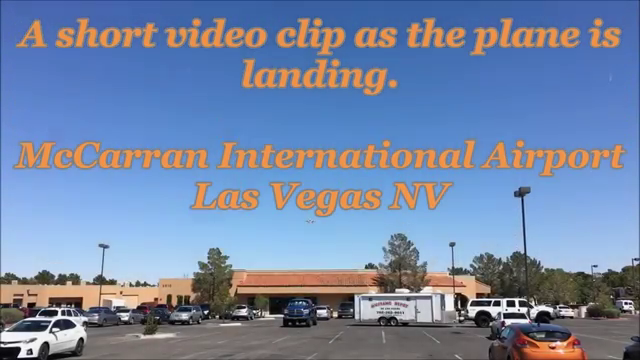 A short video clip as the plane is
landing.
McCarran International Airport
Las Vegas NV